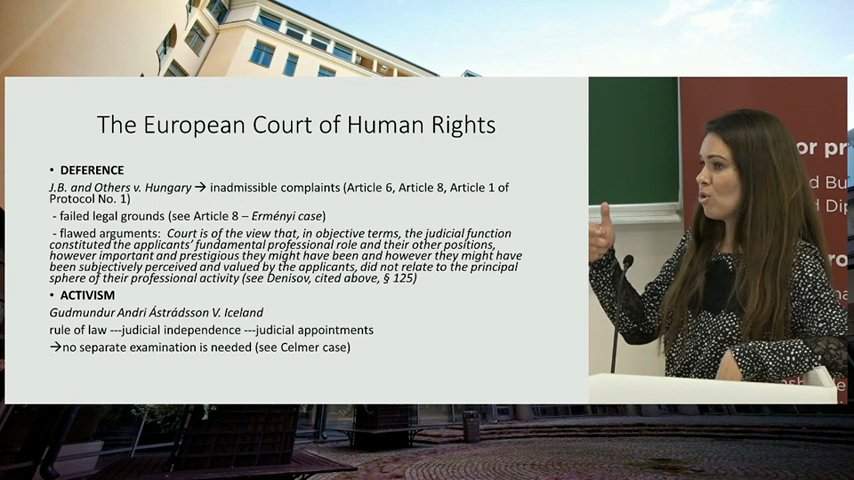 The European Court of Human Rights
• DEFERENCE
J.B. and Others v. Hungary → inadmissible complaints (Article 6, Article 8, Article 1 of
Protocol No. 1)
- failed legal grounds (see Article 8 – Erményi case)
- flawed arguments: Court is of the view that, in objective terms, the judicial function
constituted the applicants' fundamental professional role and their other positions,
however important and prestigious they might have been and however they might have
been subjectively perceived and valued by the applicants, did not relate to the principal
sphere of their professional activity (see Denisov, cited above, § 125)
• ACTIVISM
Gudmundur Andri Ástrádsson V. Iceland
rule of law ---judicial independence ---judicial appointments
→no separate examination is needed (see Celmer case)
or pr
d Bu
d Dip
ro